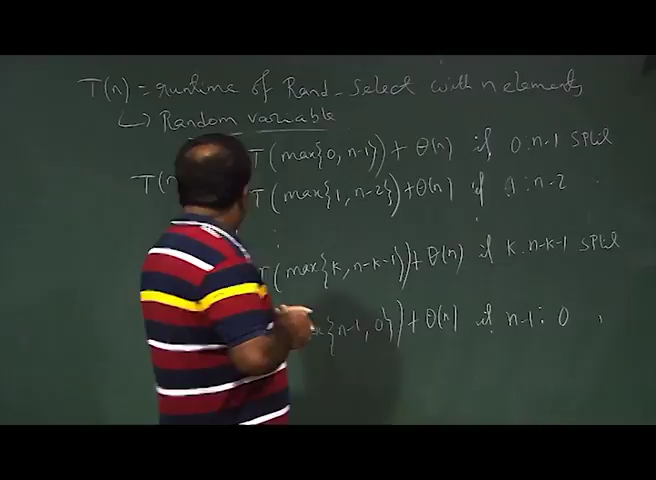 T(n) = runtime of Rand-Select with n elements
↳ Random variable
T(max{0, n-1}) + Θ(n) if 0:n-1 split
T(n
T(max{1, n-2}) + Θ(n) if 1:n-2
⋮
T(max{k, n-k-1}) + Θ(n) if k:n-k-1 split
x{n-1, 0}) + Θ(n) if n-1:0